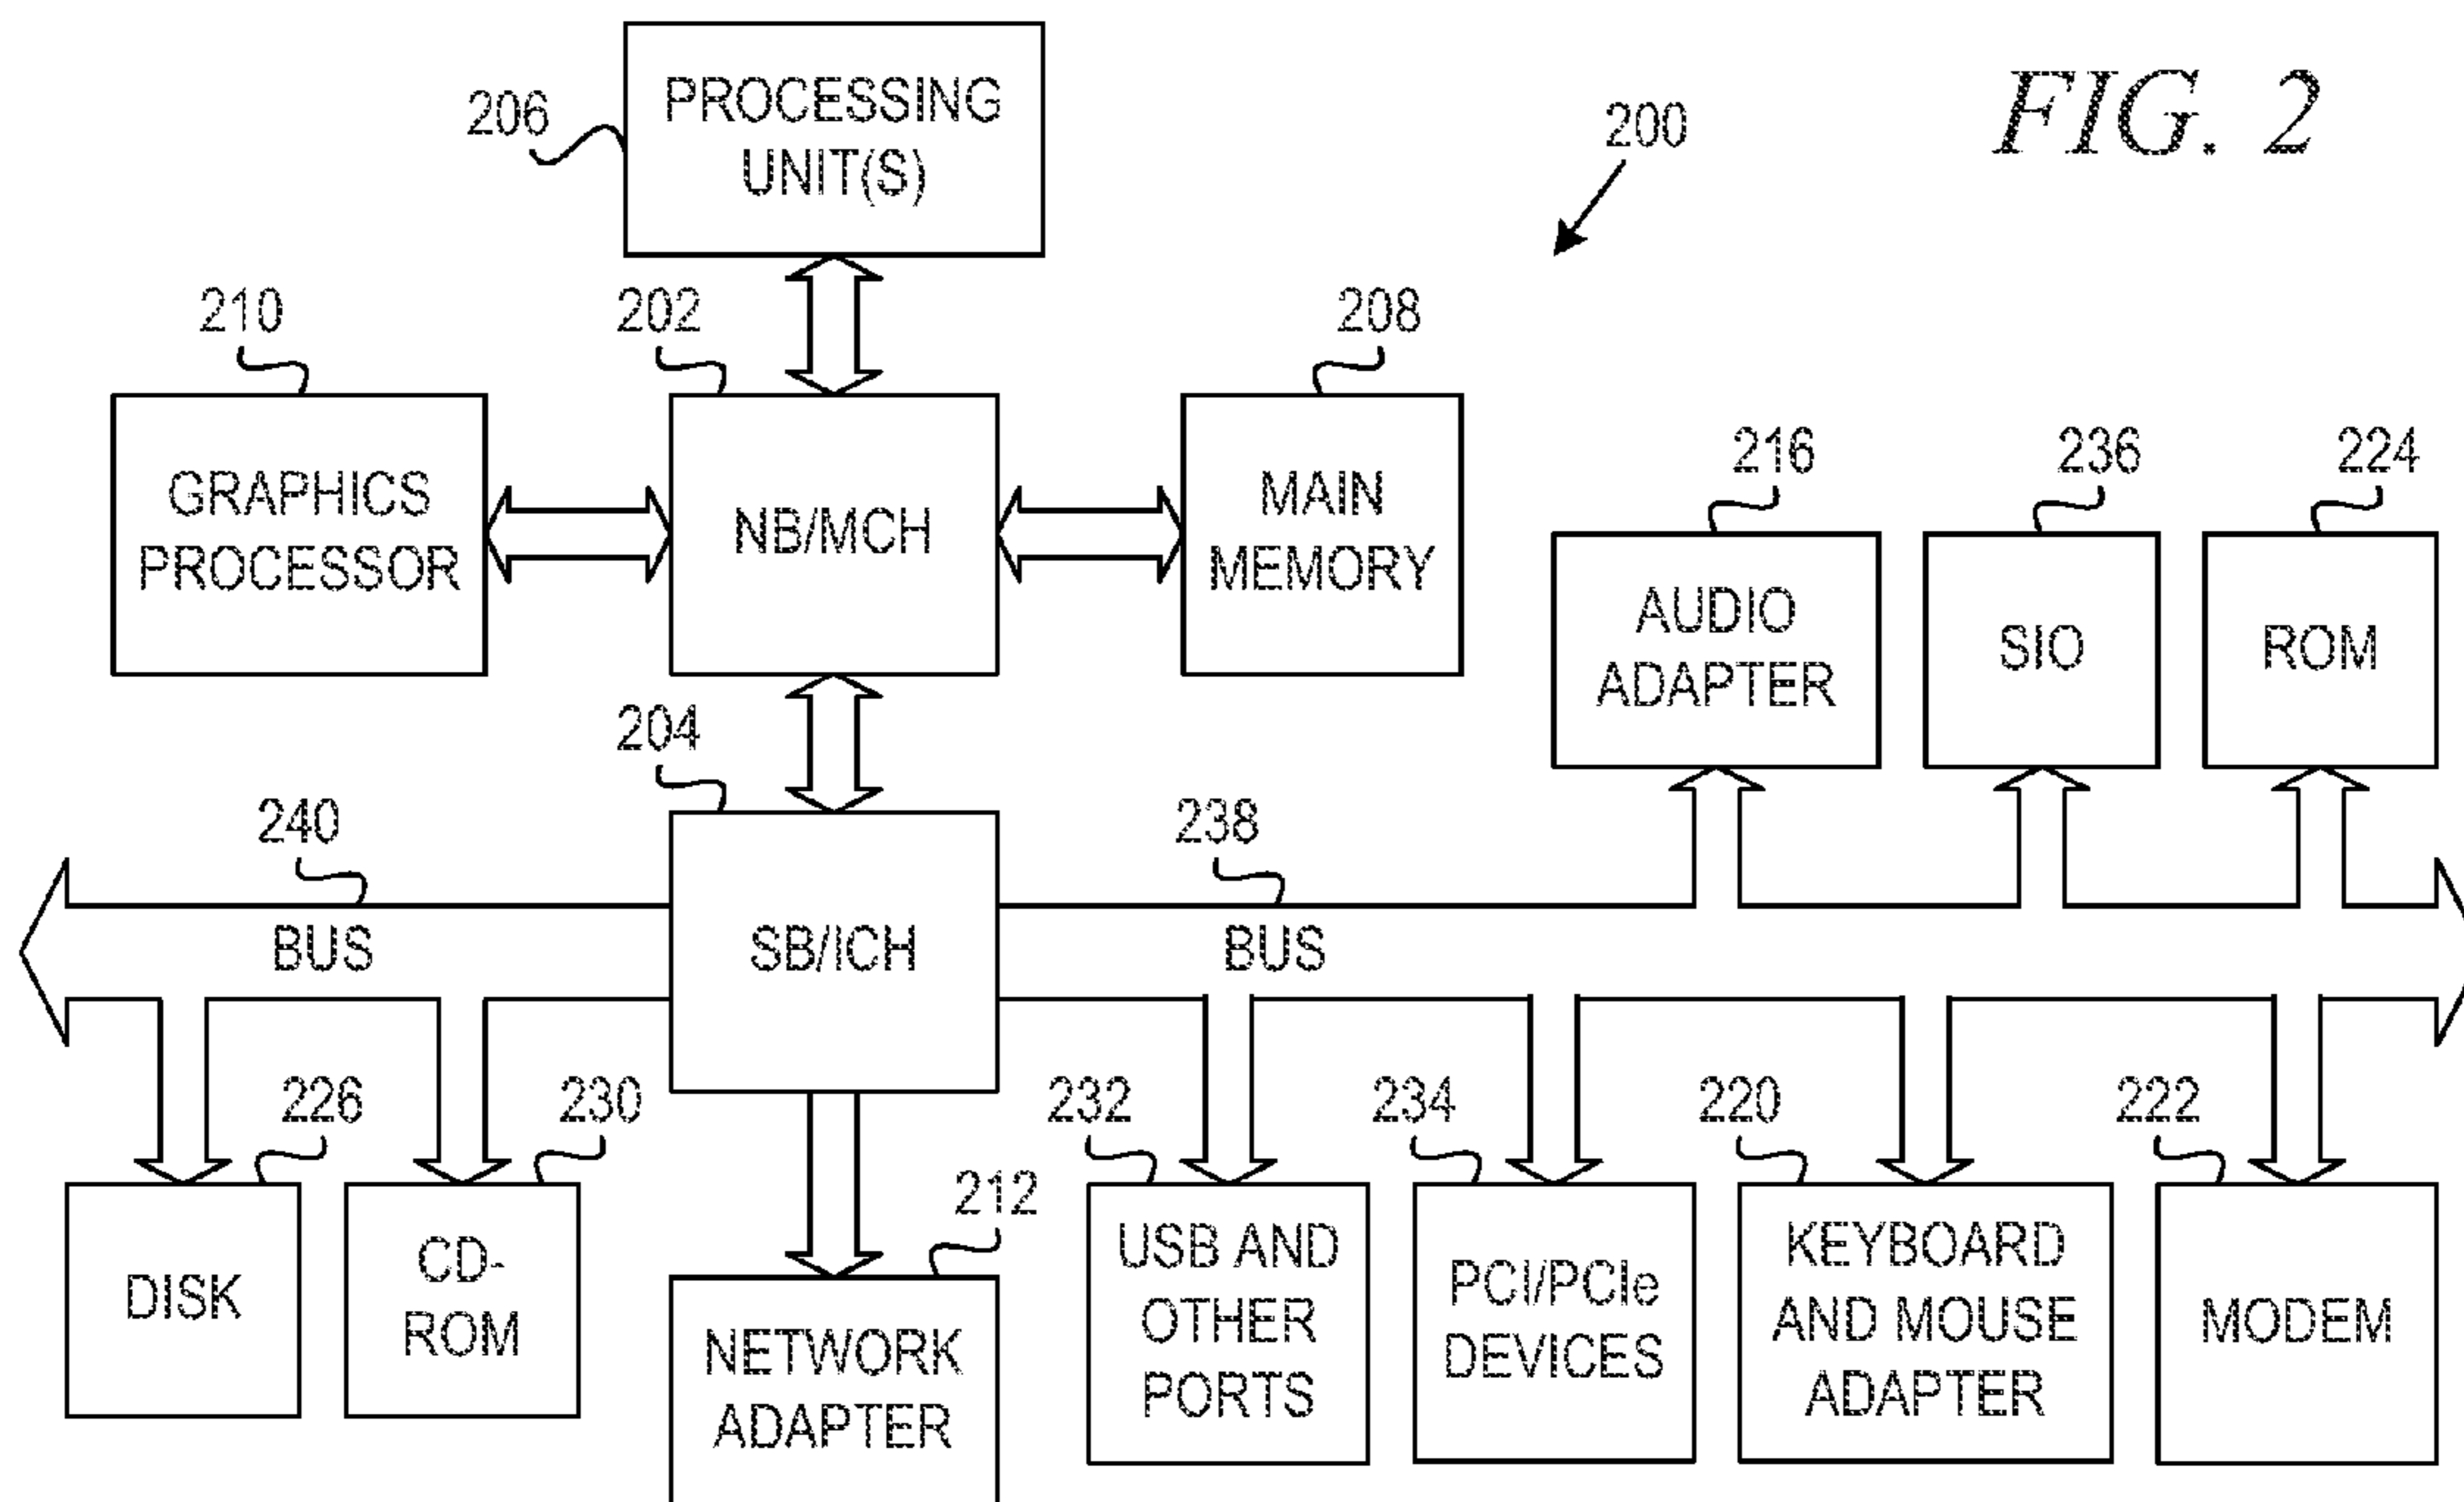 FIG. 2
200
206
PROCESSING
UNIT(S)
210
202
208
GRAPHICS
PROCESSOR
NB/MCH
MAIN
MEMORY
216
236
224
AUDIO
ADAPTER
SIO
ROM
204
240
238
BUS
SB/ICH
BUS
226
230
232
234
220
222
212
DISK
CD-
ROM
NETWORK
ADAPTER
USB AND
OTHER
PORTS
PCI/PCIe
DEVICES
KEYBOARD
AND MOUSE
ADAPTER
MODEM